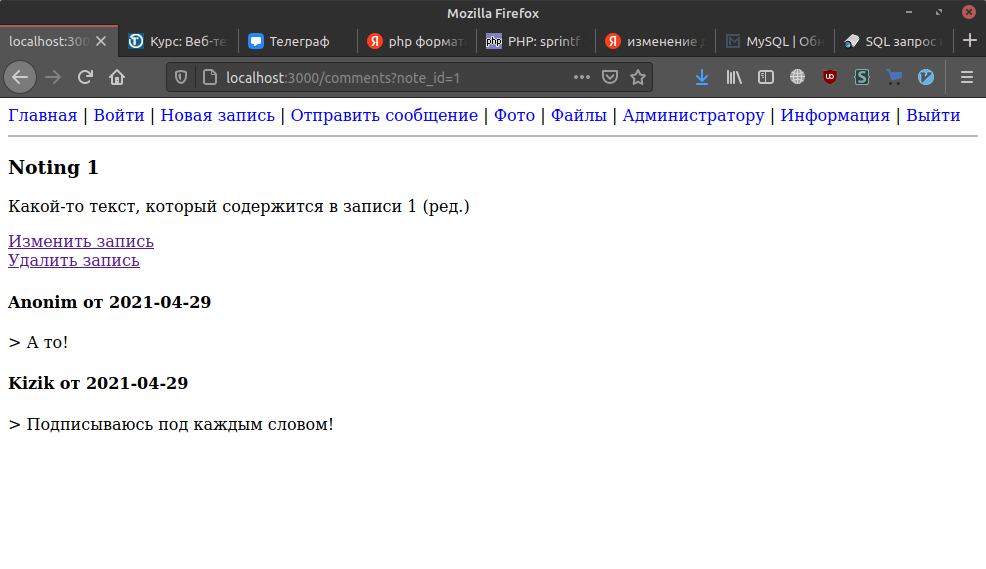 Mozilla Firefox
localhost:300
Курс: Веб-те
Телеграф
php формат
php PHP: sprintf
изменение д
MySQL | Обн
SQL запрос
localhost:3000/comments?note_id=1
Главная | Войти | Новая запись | Отправить сообщение | Фото | Файлы | Администратору | Информация | Выйти
Noting 1
Какой-то текст, который содержится в записи 1 (ред.)
Изменить запись
Удалить запись
Anonim от 2021-04-29
> А то!
Kizik от 2021-04-29
> Подписываюсь под каждым словом!